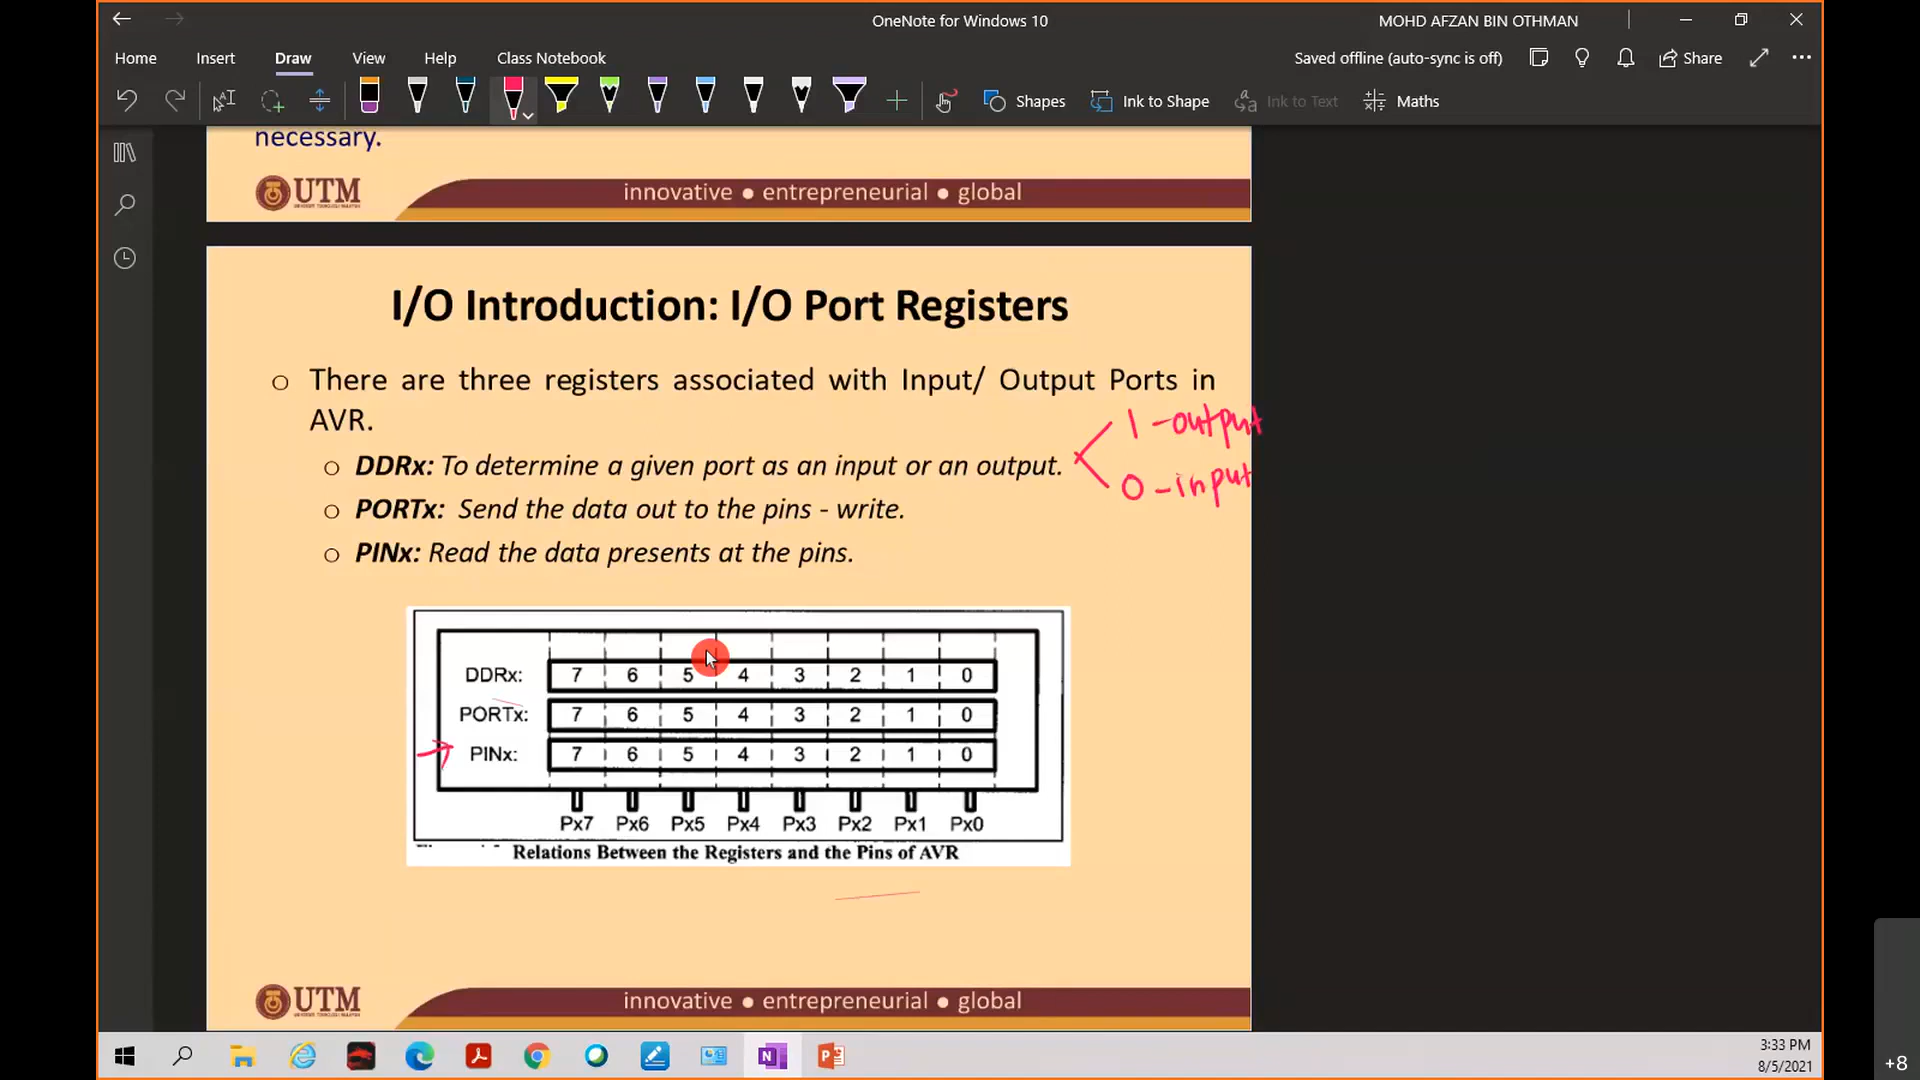 OneNote for Windows 10
MOHD AFZAN BIN OTHMAN
Home Insert Draw View Help Class Notebook
Saved offline (auto-sync is off)
Share
Shapes Ink to Shape Ink to Text Maths
necessary.
UTM
innovative ● entrepreneurial ● global
I/O Introduction: I/O Port Registers
o There are three registers associated with Input/ Output Ports in
AVR.
1 - output
o DDRx: To determine a given port as an input or an output.
0 - input
o PORTx: Send the data out to the pins - write.
o PINx: Read the data presents at the pins.
DDRx: 7 6 5 4 3 2 1 0
PORTx: 7 6 5 4 3 2 1 0
PINx: 7 6 5 4 3 2 1 0
Px7 Px6 Px5 Px4 Px3 Px2 Px1 Px0
Relations Between the Registers and the Pins of AVR
UTM
innovative ● entrepreneurial ● global
3:33 PM
8/5/2021
+8